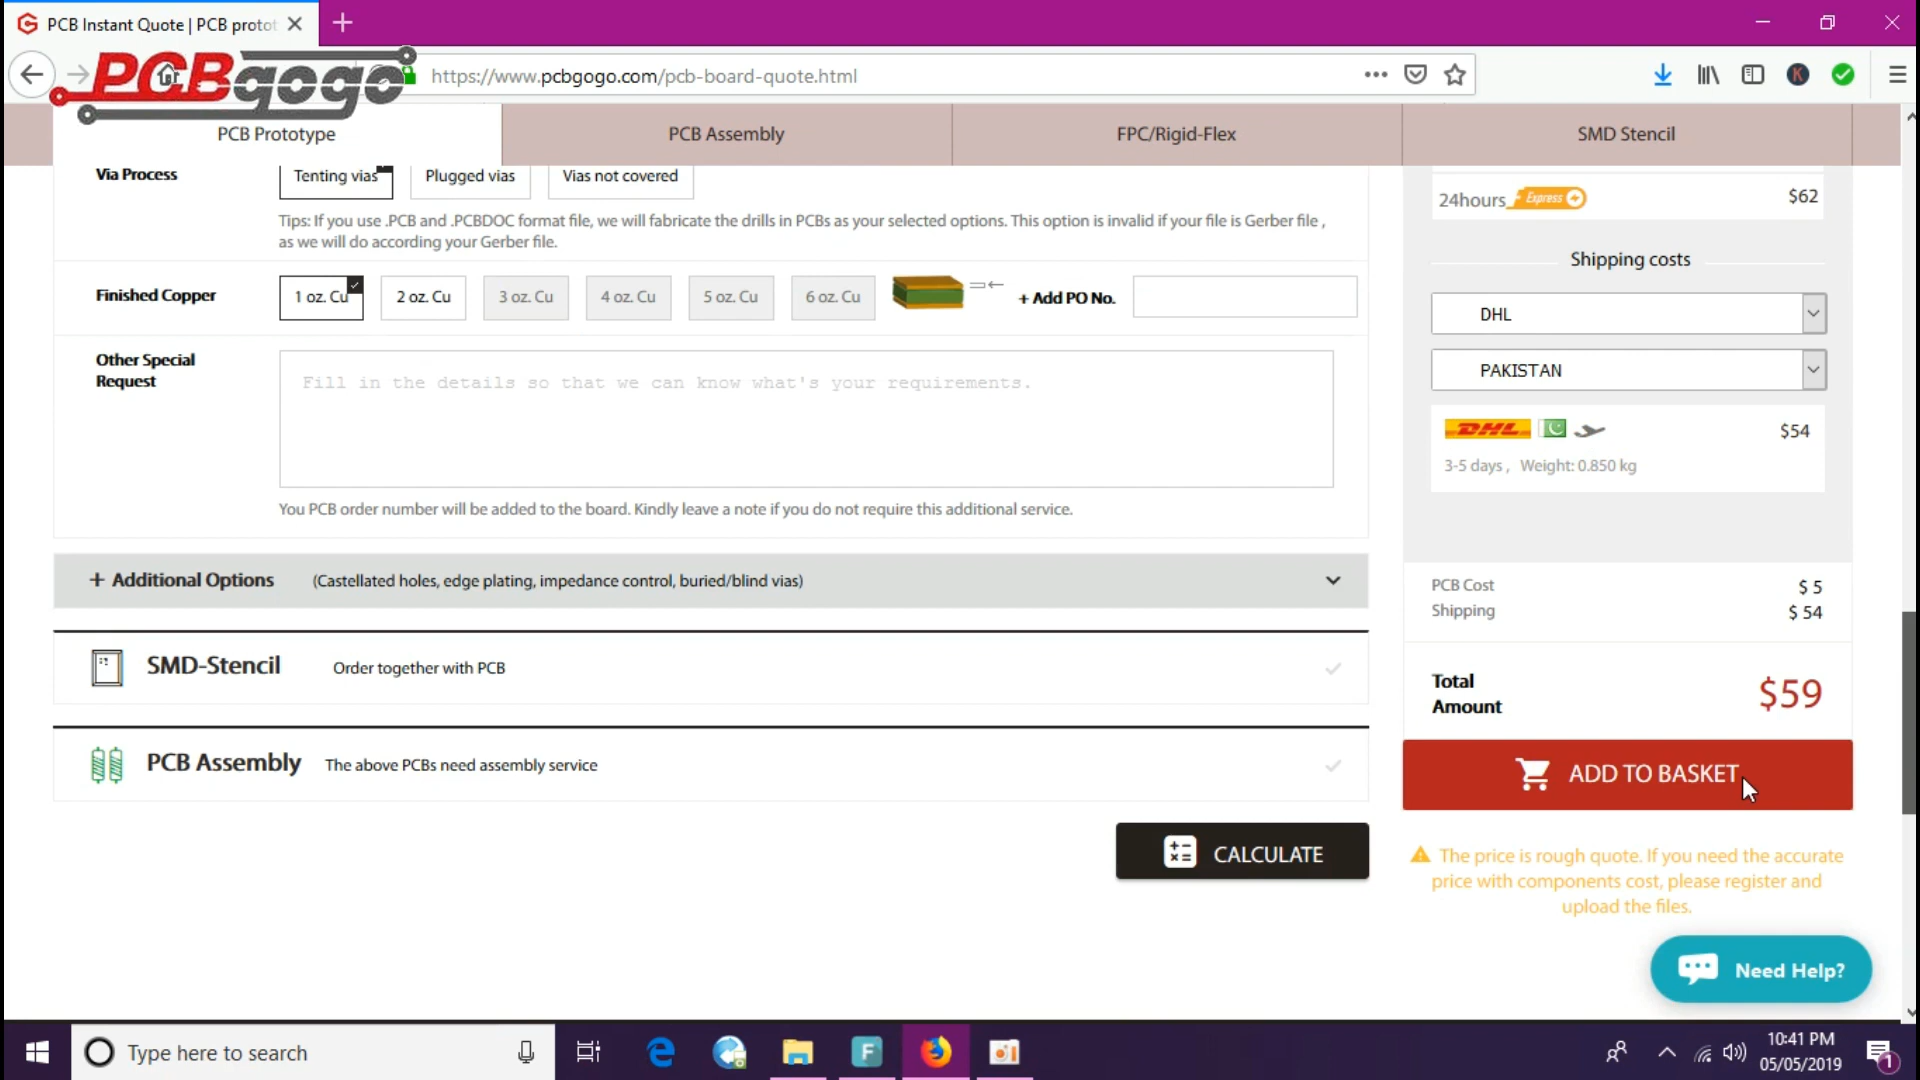 PCB Instant Quote | PCB protot
PCBgogo
https://www.pcbgogo.com/pcb-board-quote.html
K
PCB Prototype
PCB Assembly
FPC/Rigid-Flex
SMD Stencil
Via Process
Tenting vias
Plugged vias
Vias not covered
Tips: If you use .PCB and .PCBDOC format file, we will fabricate the drills in PCBs as your selected options. This option is invalid if your file is Gerber file ,
as we will do according your Gerber file.
Finished Copper
1 oz. Cu
2 oz. Cu
3 oz. Cu
4 oz. Cu
5 oz. Cu
6 oz. Cu
+ Add PO No.
Other Special
Request
Fill in the details so that we can know what's your requirements.
You PCB order number will be added to the board. Kindly leave a note if you do not require this additional service.
+ Additional Options
(Castellated holes, edge plating, impedance control, buried/blind vias)
SMD-Stencil
Order together with PCB
PCB Assembly
The above PCBs need assembly service
CALCULATE
24hours
Express
$62
Shipping costs
DHL
PAKISTAN
DHL
$54
3-5 days , Weight: 0.850 kg
PCB Cost
$ 5
Shipping
$ 54
Total
Amount
$59
ADD TO BASKET
The price is rough quote. If you need the accurate
price with components cost, please register and
upload the files.
Need Help?
Type here to search
F
10:41 PM
05/05/2019
1